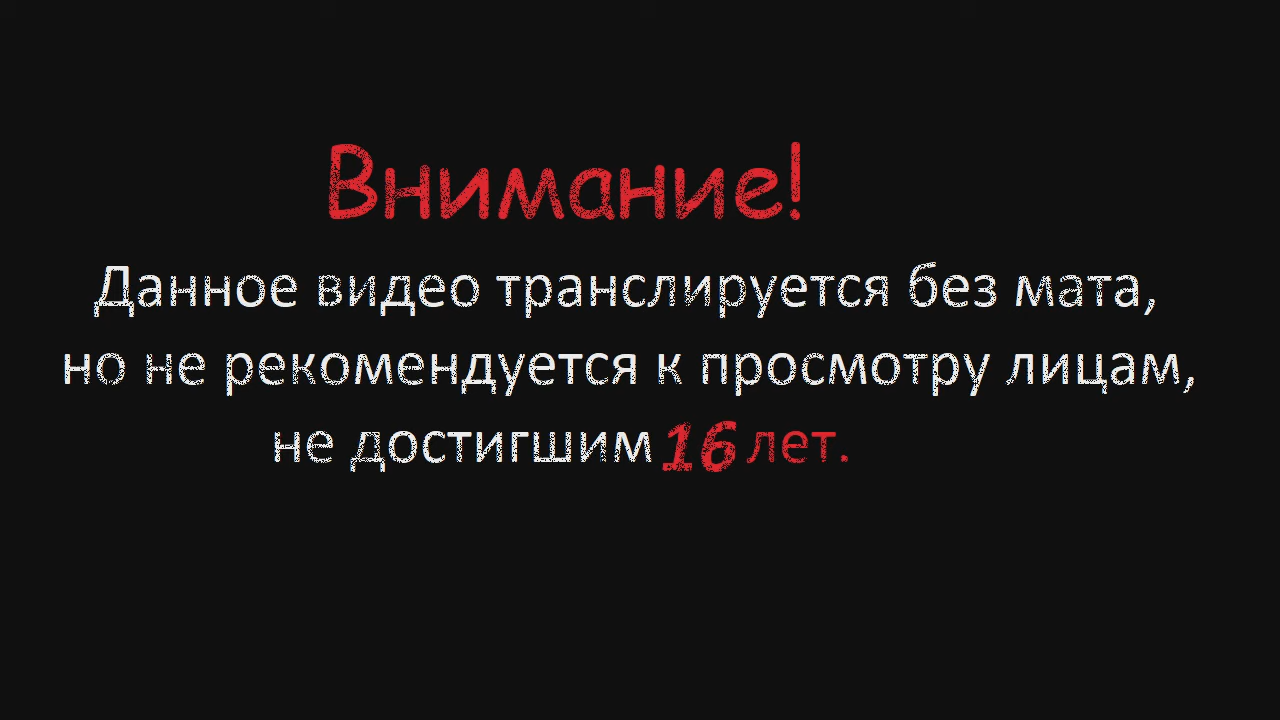 Внимание!
Данное видео транслируется без мата,
но не рекомендуется к просмотру лицам,
не достигшим 16 лет.